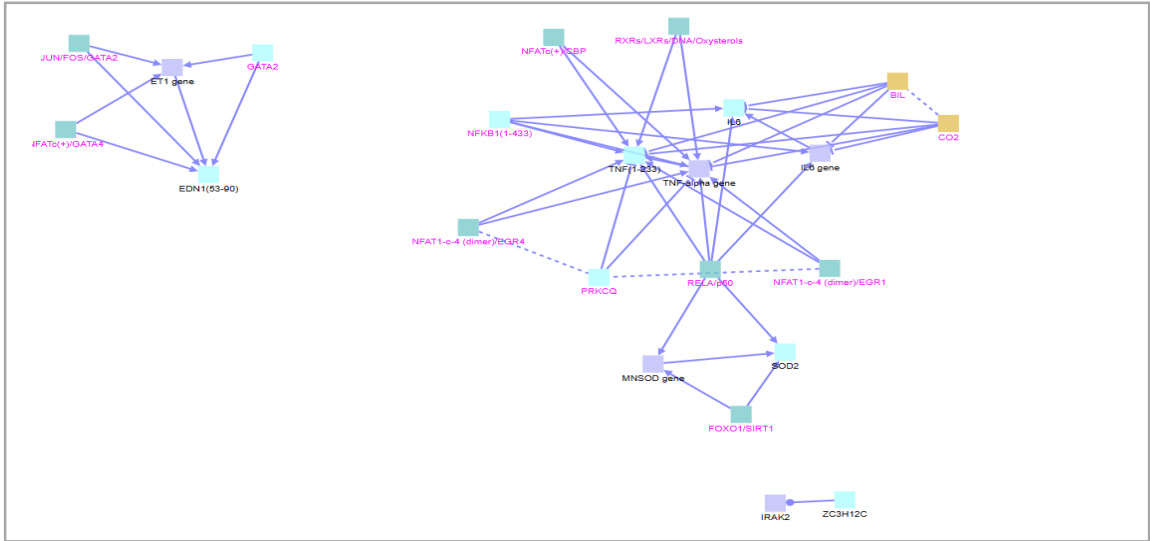 JUN/FOS/GATA2
GATA2
ET1 gene
NFATc(+)/GATA4
EDN1(53-90)
NFATc(+)/CBP
RXRs/LXRs/DNA/Oxysterols
BIL
IL6
NFKB1(1-433)
CO2
TNF(1-233)
TNF-alpha gene
IL6 gene
NFAT1-c-4 (dimer)/EGR4
PRKCQ
RELA/p50
NFAT1-c-4 (dimer)/EGR1
MNSOD gene
SOD2
FOXO1/SIRT1
IRAK2
ZC3H12C